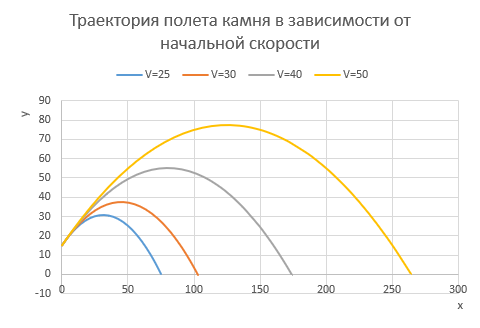 Траектория полета камня в зависимости от
начальной скорости
V=25 V=30 V=40 V=50
90
80
70
60
50
40
30
20
10
0
-10
y
0 50 100 150 200 250 300
x